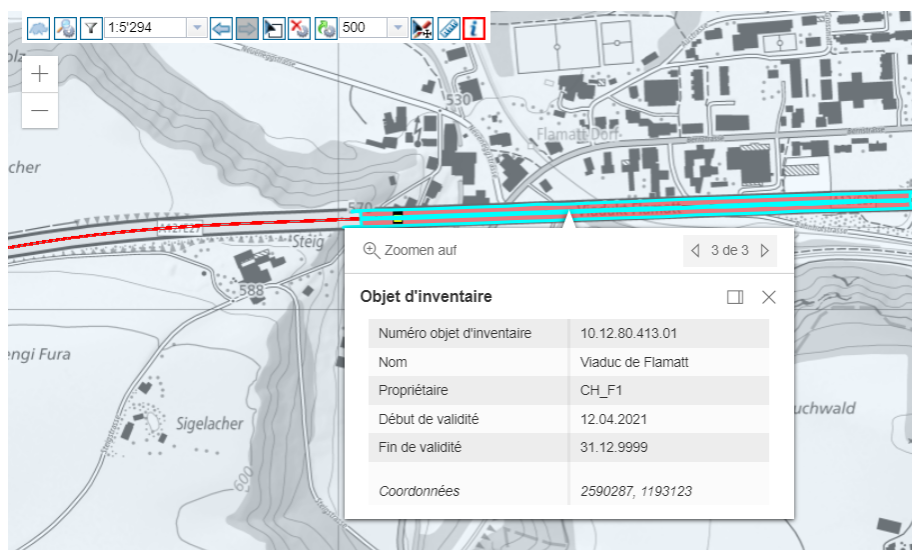 1:5'294
500
530
Flamatt-Dorf
cher
570
Steig
588
Zoomen auf
3 de 3
Objet d'inventaire
Numéro objet d'inventaire
10.12.80.413.01
Nom
Viaduc de Flamatt
Propriétaire
CH_F1
Début de validité
12.04.2021
Fin de validité
31.12.9999
Coordonnées
2590287, 1193123
engi Fura
Sigelacher
uchwald
600